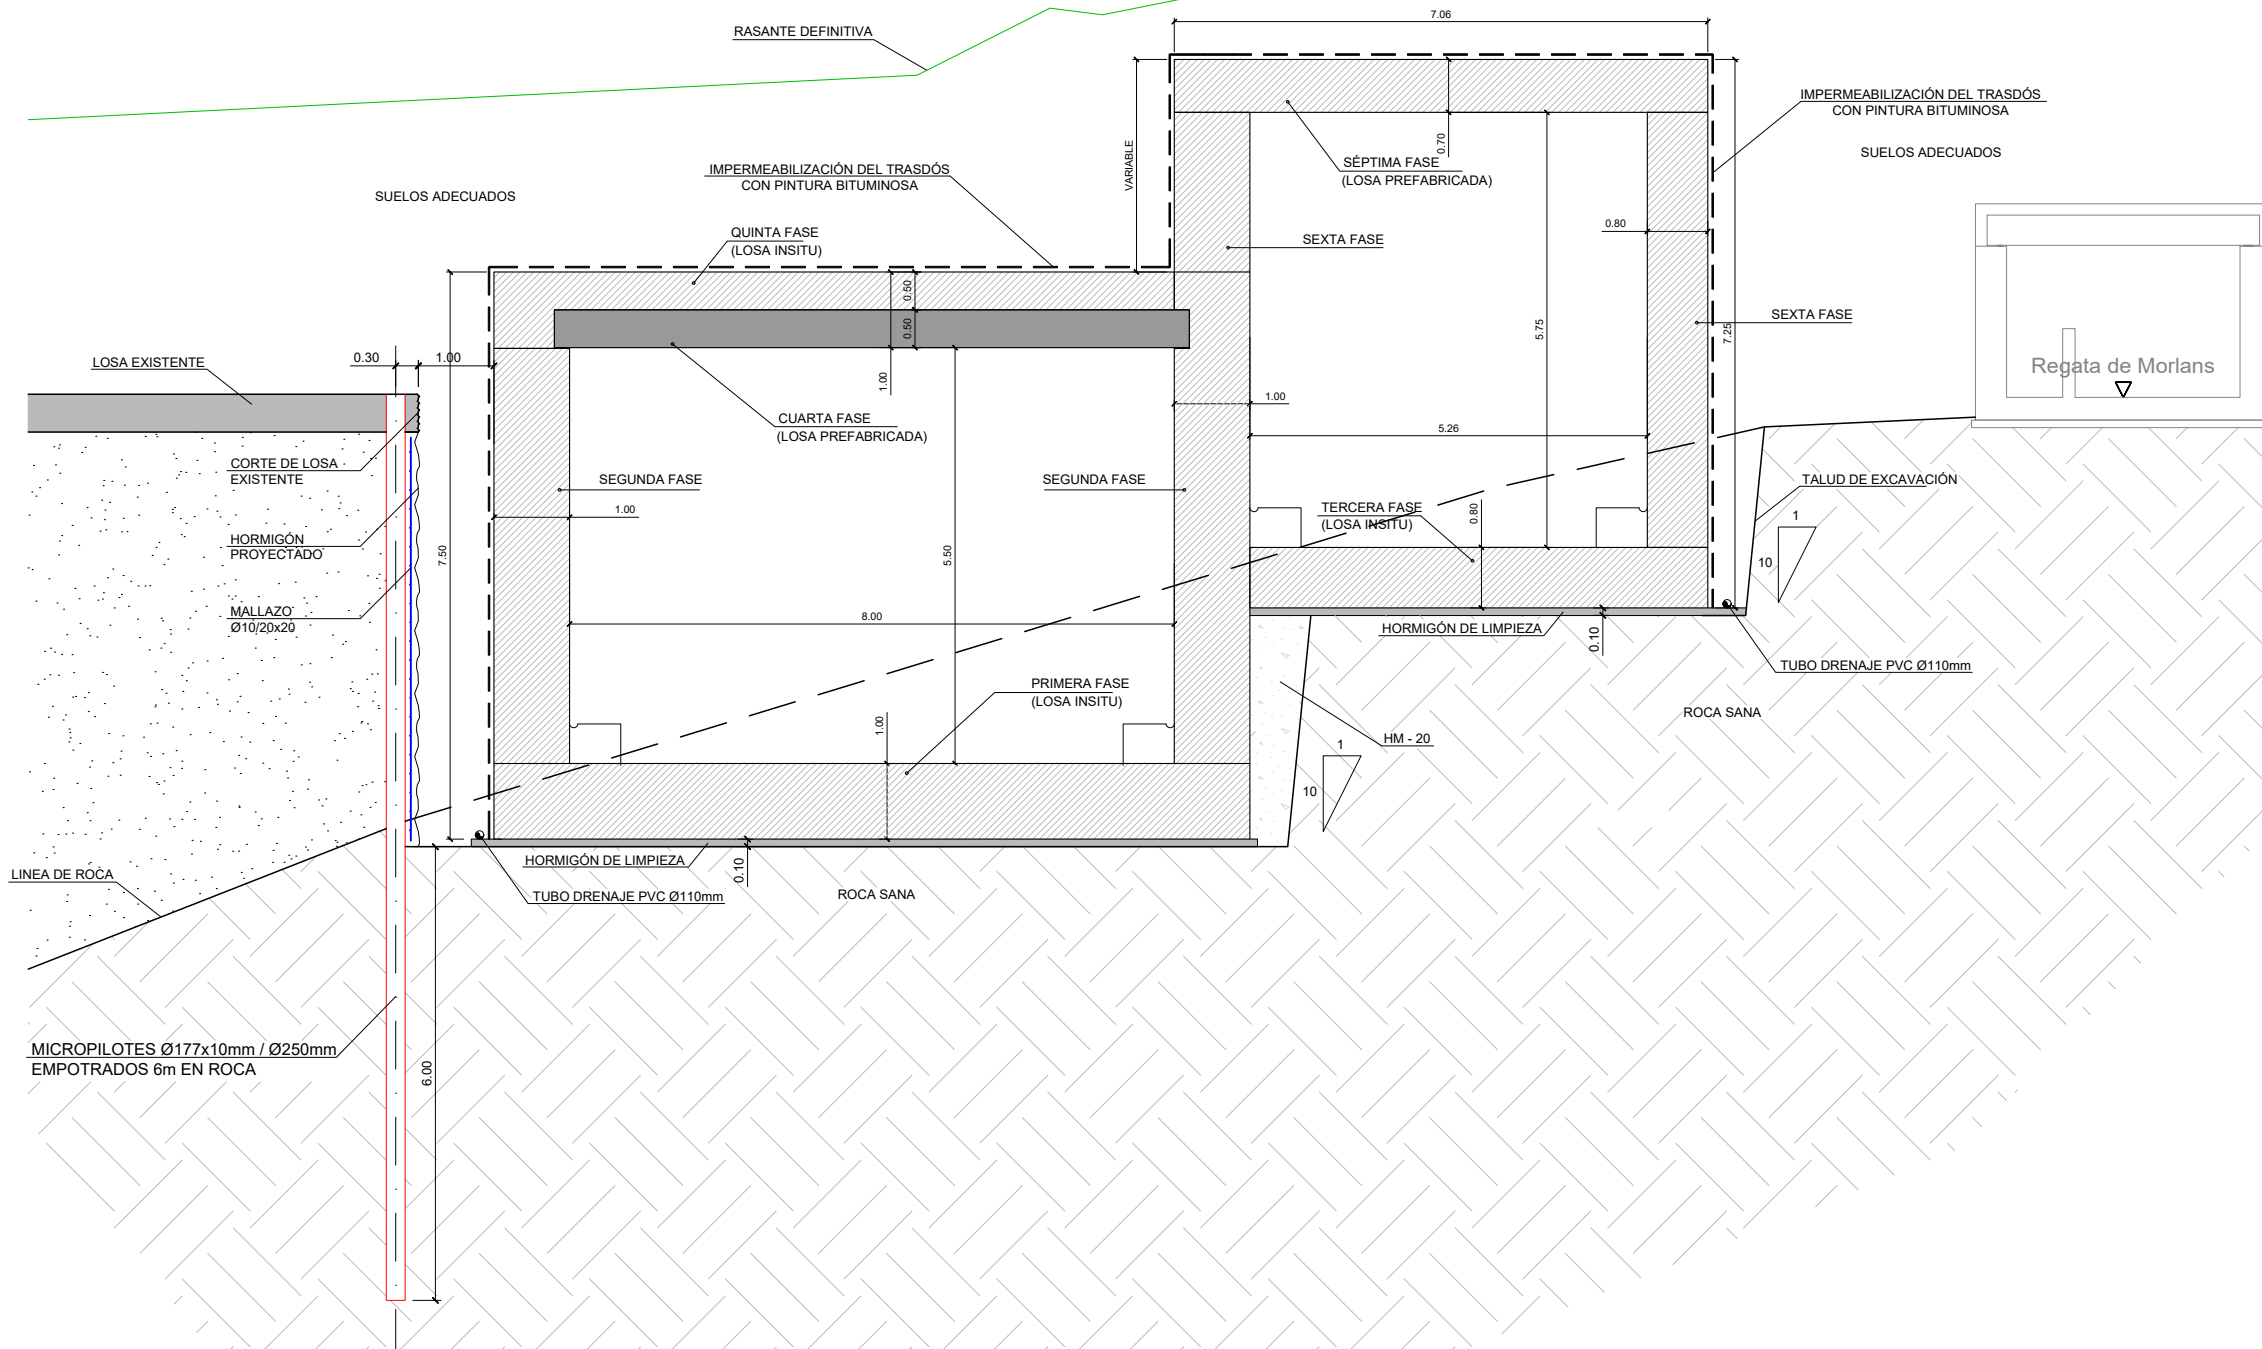 7.06
RASANTE DEFINITIVA
IMPERMEABILIZACIÓN DEL TRASDÓS
CON PINTURA BITUMINOSA
SUELOS ADECUADOS
VARIABLE
0.70
SÉPTIMA FASE
(LOSA PREFABRICADA)
IMPERMEABILIZACIÓN DEL TRASDÓS
CON PINTURA BITUMINOSA
SUELOS ADECUADOS
QUINTA FASE
(LOSA INSITU)
SEXTA FASE
0.80
0.50
0.50
5.75
7.25
SEXTA FASE
0.30
1.00
LOSA EXISTENTE
1.00
Regata de Morlans
1.00
CUARTA FASE
(LOSA PREFABRICADA)
5.26
CORTE DE LOSA
EXISTENTE
SEGUNDA FASE
SEGUNDA FASE
TALUD DE EXCAVACIÓN
1.00
TERCERA FASE
(LOSA INSITU)
0.80
1
10
HORMIGÓN
PROYECTADO
7.50
5.50
MALLAZO
Ø10/20x20
8.00
HORMIGÓN DE LIMPIEZA
0.10
TUBO DRENAJE PVC Ø110mm
PRIMERA FASE
(LOSA INSITU)
ROCA SANA
1.00
HM - 20
1
10
HORMIGÓN DE LIMPIEZA
0.10
LINEA DE ROCA
TUBO DRENAJE PVC Ø110mm
ROCA SANA
MICROPILOTES Ø177x10mm / Ø250mm
EMPOTRADOS 6m EN ROCA
6.00